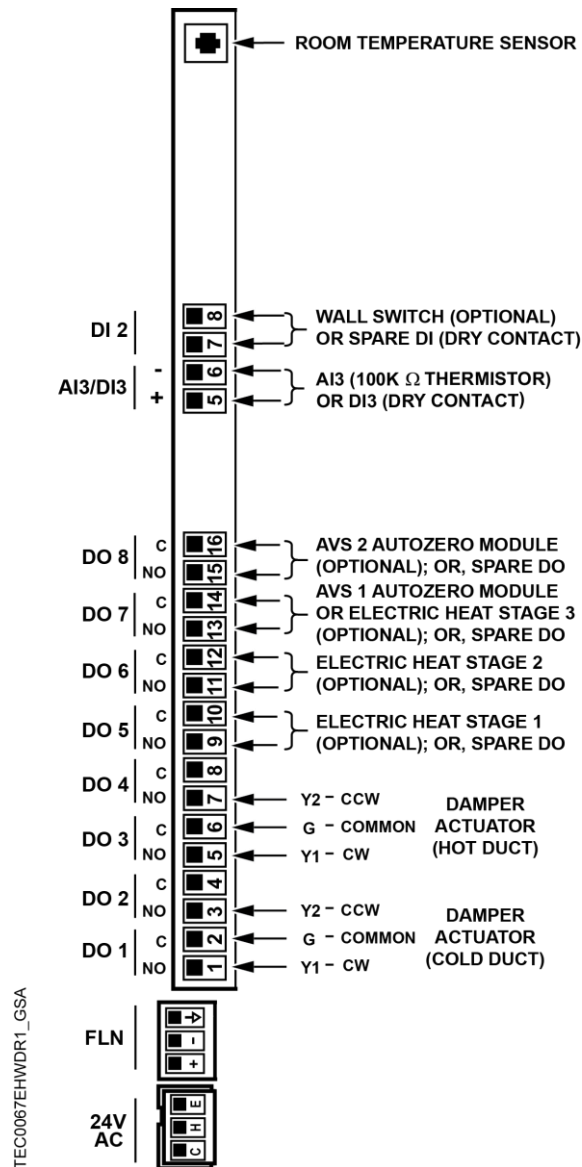 ROOM TEMPERATURE SENSOR
DI 2
8
7
WALL SWITCH (OPTIONAL)
OR SPARE DI (DRY CONTACT)
AI3/DI3
-
+
6
5
AI3 (100K Ω THERMISTOR)
OR DI3 (DRY CONTACT)
DO 8
C
NO
16
15
AVS 2 AUTOZERO MODULE
(OPTIONAL); OR, SPARE DO
DO 7
C
NO
14
13
AVS 1 AUTOZERO MODULE
OR ELECTRIC HEAT STAGE 3
(OPTIONAL); OR, SPARE DO
DO 6
C
NO
12
11
ELECTRIC HEAT STAGE 2
(OPTIONAL); OR, SPARE DO
DO 5
C
NO
10
9
ELECTRIC HEAT STAGE 1
(OPTIONAL); OR, SPARE DO
DO 4
C
NO
8
7
Y2 - CCW
DO 3
C
NO
6
5
G - COMMON
Y1 - CW
DAMPER
ACTUATOR
(HOT DUCT)
DO 2
C
NO
4
3
Y2 - CCW
DO 1
C
NO
2
1
G - COMMON
Y1 - CW
DAMPER
ACTUATOR
(COLD DUCT)
FLN
-
+
24V
AC
E
H
C
TEC0067EHWDR1_GSA